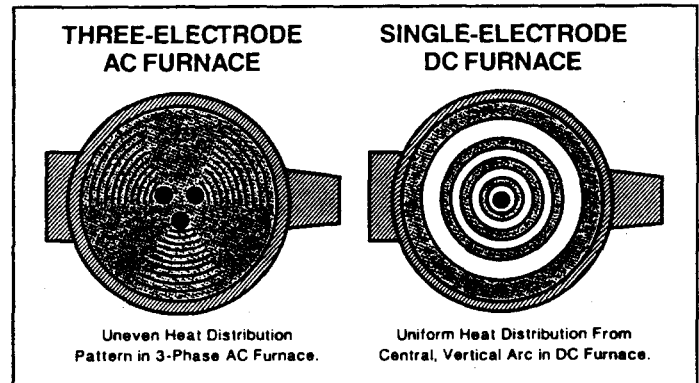 THREE-ELECTRODE
AC FURNACE
SINGLE-ELECTRODE
DC FURNACE
Uneven Heat Distribution
Pattern in 3-Phase AC Furnace.
Uniform Heat Distribution From
Central, Vertical Arc in DC Furnace.